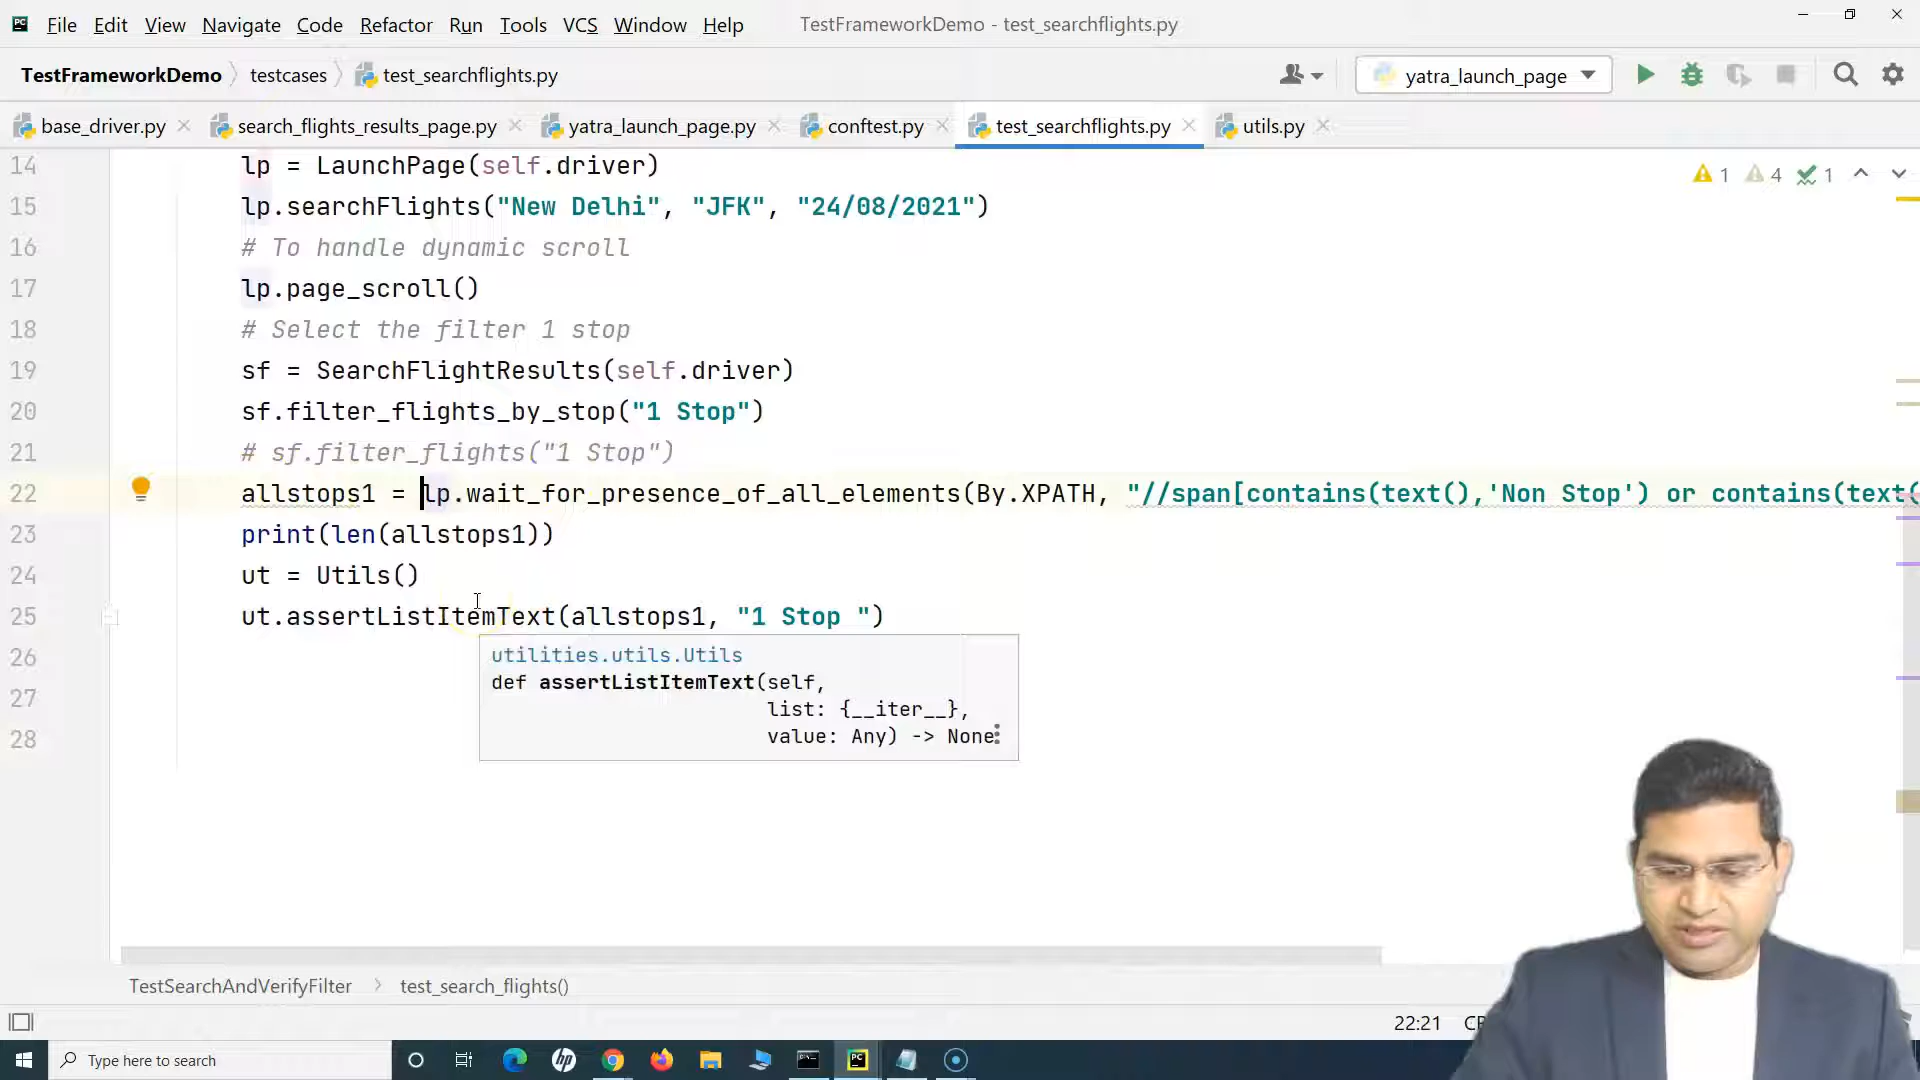 File Edit View Navigate Code Refactor Run Tools VCS Window Help TestFrameworkDemo - test_searchflights.py
TestFrameworkDemo testcases test_searchflights.py yatra_launch_page
base_driver.py search_flights_results_page.py yatra_launch_page.py conftest.py test_searchflights.py utils.py
14 lp = LaunchPage(self.driver)
1 4 1
15 lp.searchFlights("New Delhi", "JFK", "24/08/2021")
16 # To handle dynamic scroll
17 lp.page_scroll()
18 # Select the filter 1 stop
19 sf = SearchFlightResults(self.driver)
20 sf.filter_flights_by_stop("1 Stop")
21 # sf.filter_flights("1 Stop")
22 allstops1 = lp.wait_for_presence_of_all_elements(By.XPATH, "//span[contains(text(),'Non Stop') or contains(text(
23 print(len(allstops1))
24 ut = Utils()
25 ut.assertListItemText(allstops1, "1 Stop ")
26
27
28
utilities.utils.Utils
def assertListItemText(self,
list: {__iter__},
value: Any) -> None
TestSearchAndVerifyFilter test_search_flights()
22:21
Type here to search
hp
PC